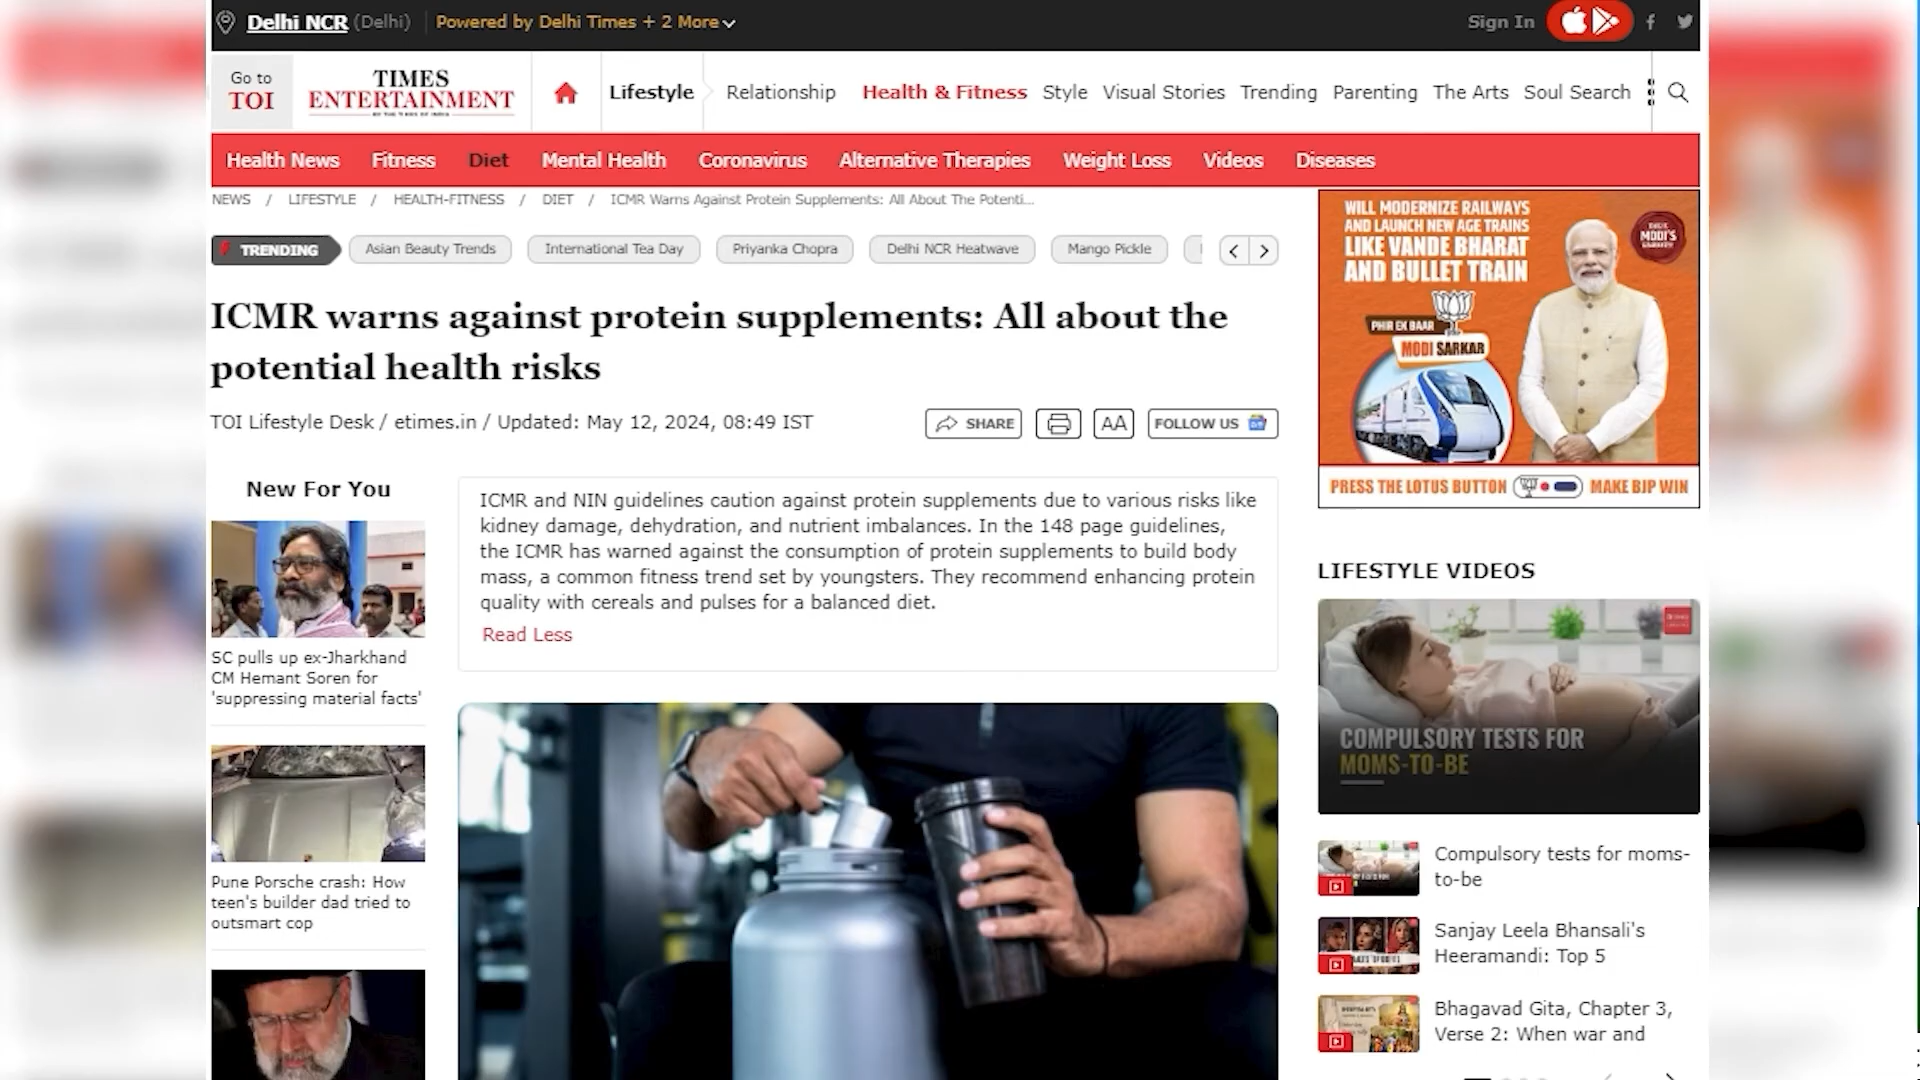 Delhi NCR (Delhi)
Powered by Delhi Times + 2 More
Sign In
Go to
TOI
TIMES
ENTERTAINMENT
Lifestyle
Relationship
Health & Fitness
Style
Visual Stories
Trending
Parenting
The Arts
Soul Search
Health News
Fitness
Diet
Mental Health
Coronavirus
Alternative Therapies
Weight Loss
Videos
Diseases
NEWS / LIFESTYLE / HEALTH-FITNESS / DIET / ICMR Warns Against Protein Supplements: All About The Potenti...
TRENDING
Asian Beauty Trends
International Tea Day
Priyanka Chopra
Delhi NCR Heatwave
Mango Pickle
ICMR warns against protein supplements: All about the
potential health risks
TOI Lifestyle Desk / etimes.in / Updated: May 12, 2024, 08:49 IST
SHARE
AA
FOLLOW US
New For You
SC pulls up ex-Jharkhand
CM Hemant Soren for
'suppressing material facts'
Pune Porsche crash: How
teen's builder dad tried to
outsmart cop
ICMR and NIN guidelines caution against protein supplements due to various risks like
kidney damage, dehydration, and nutrient imbalances. In the 148 page guidelines,
the ICMR has warned against the consumption of protein supplements to build body
mass, a common fitness trend set by youngsters. They recommend enhancing protein
quality with cereals and pulses for a balanced diet.
Read Less
WILL MODERNIZE RAILWAYS
AND LAUNCH NEW AGE TRAINS
LIKE VANDE BHARAT
AND BULLET TRAIN
MODI'S
PHIR EK BAAR
MODI SARKAR
PRESS THE LOTUS BUTTON
MAKE BJP WIN
LIFESTYLE VIDEOS
COMPULSORY TESTS FOR
MOMS-TO-BE
Compulsory tests for moms-
to-be
Sanjay Leela Bhansali's
Heeramandi: Top 5
Bhagavad Gita, Chapter 3,
Verse 2: When war and